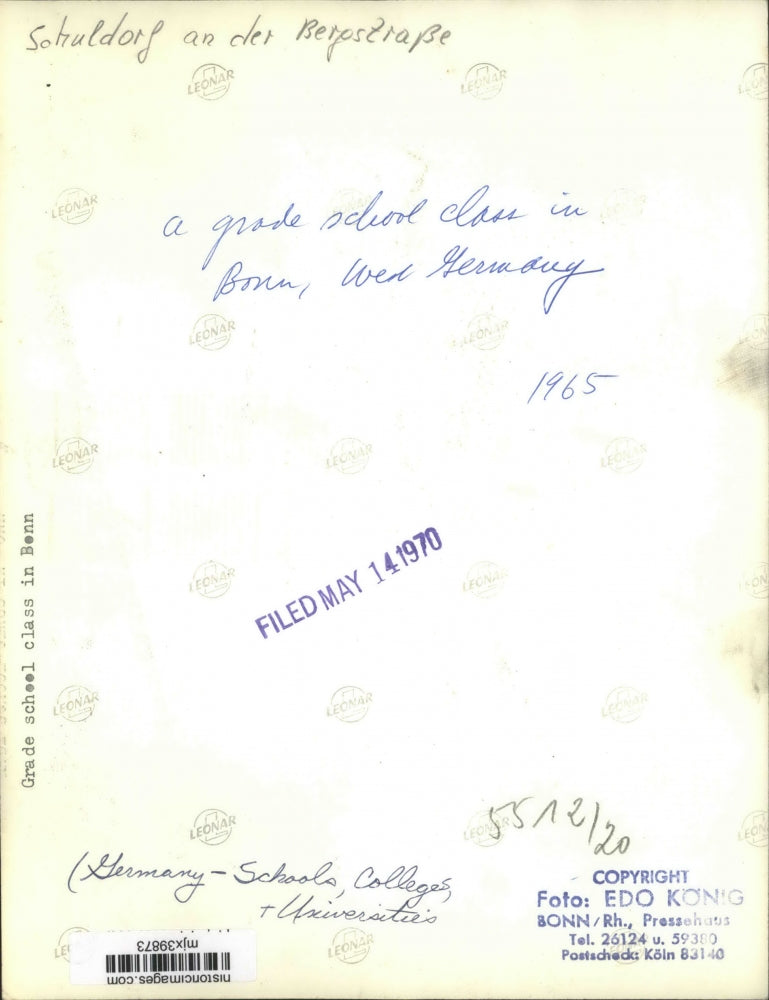 Schuldorf an der Bergstraße
a grade school class in
Bonn, West Germany
1965
Grade school class in Bonn
FILED MAY 14 1970
5512/20
(Germany - Schools, Colleges,
+ Universities
COPYRIGHT
Foto: EDO KÖNIG
BONN/Rh., Pressehaus
Tel. 26124 u. 59380
Postscheck: Köln 83140
mjx39873
historicimages.com
LEONAR